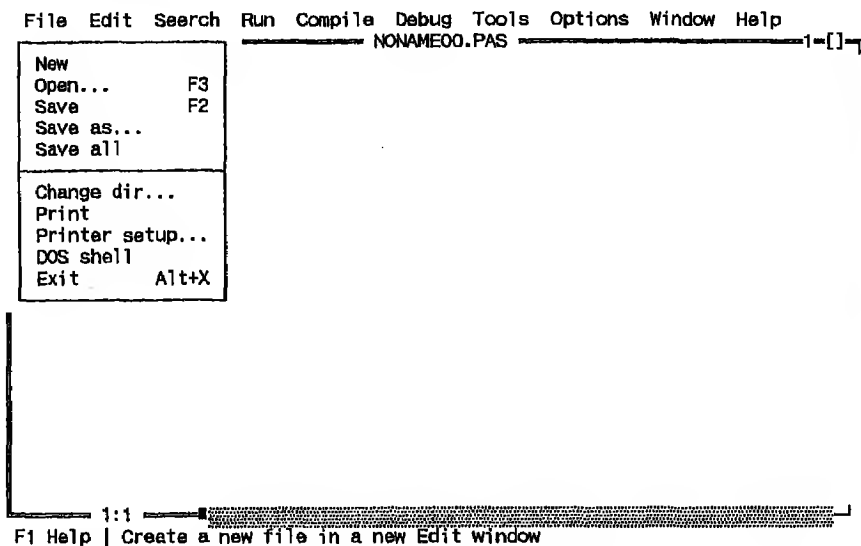 File Edit Seerch Run Compile Debug Tools Options Window Help
NONAME00.PAS 1=[]
New
Open... F3
Save F2
Save as...
Save all
Change dir...
Print
Printer setup...
DOS shell
Exit Alt+X
1:1
F1 Help | Create a new file in a new Edit window